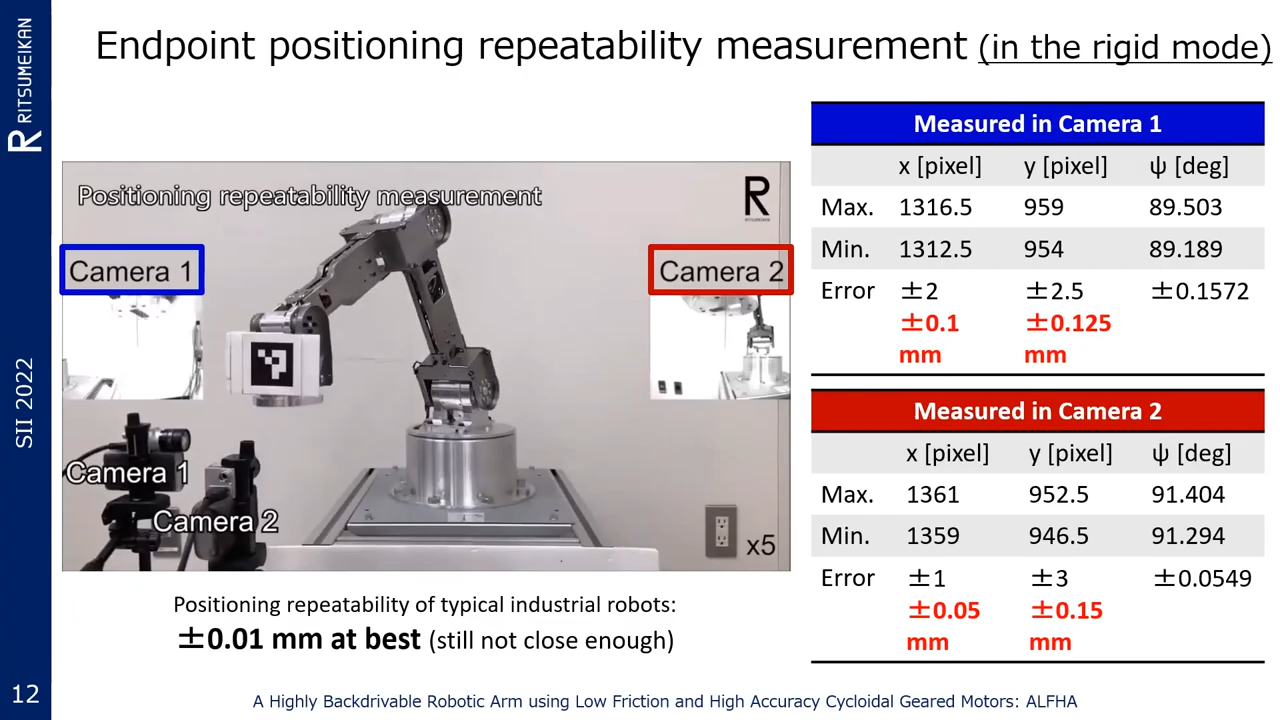 R RITSUMEIKAN
SII 2022
12
Endpoint positioning repeatability measurement (in the rigid mode)
Positioning repeatability measurement
R
Camera 1
Camera 2
Camera 1
Camera 2
x5
Positioning repeatability of typical industrial robots:
±0.01 mm at best (still not close enough)
Measured in Camera 1
x [pixel] y [pixel] ψ [deg]
Max. 1316.5 959 89.503
Min. 1312.5 954 89.189
Error ±2 ±2.5 ±0.1572
±0.1 ±0.125
mm mm
Measured in Camera 2
x [pixel] y [pixel] ψ [deg]
Max. 1361 952.5 91.404
Min. 1359 946.5 91.294
Error ±1 ±3 ±0.0549
±0.05 ±0.15
mm mm
A Highly Backdrivable Robotic Arm using Low Friction and High Accuracy Cycloidal Geared Motors: ALFHA